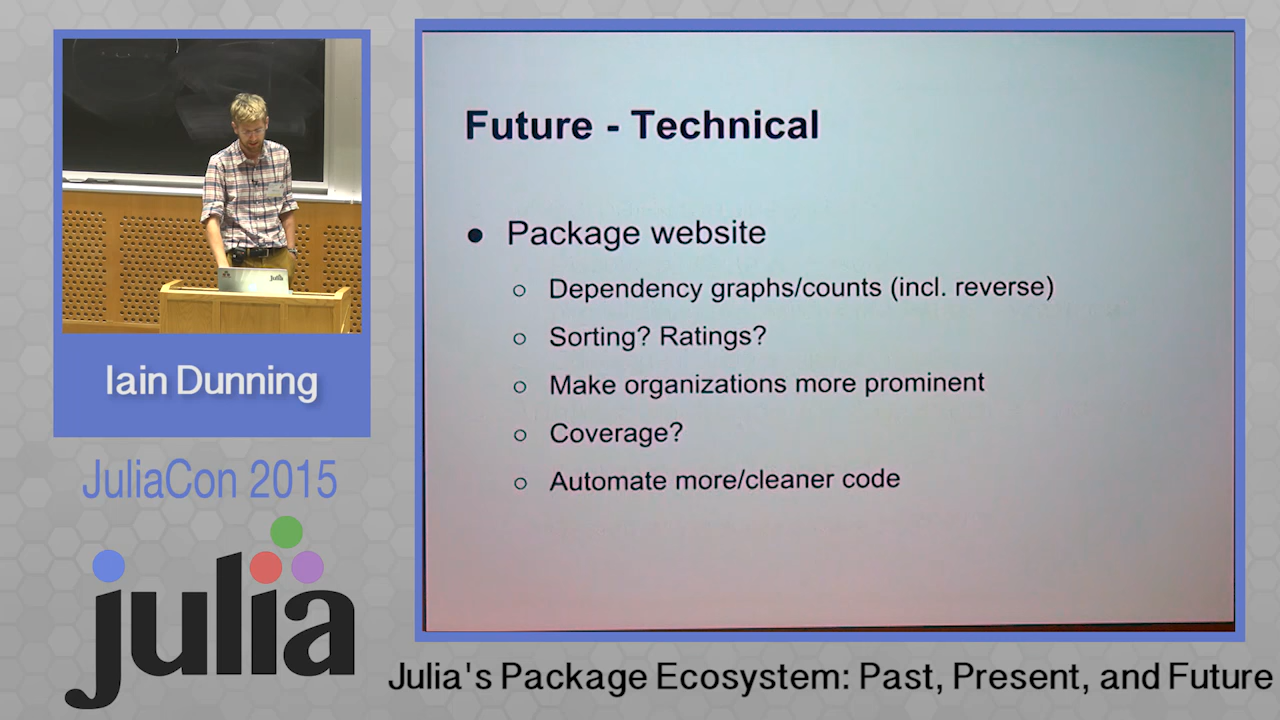 Future - Technical
● Package website
○ Dependency graphs/counts (incl. reverse)
○ Sorting? Ratings?
○ Make organizations more prominent
○ Coverage?
○ Automate more/cleaner code
julia
Iain Dunning
JuliaCon 2015
julia
Julia's Package Ecosystem: Past, Present, and Future